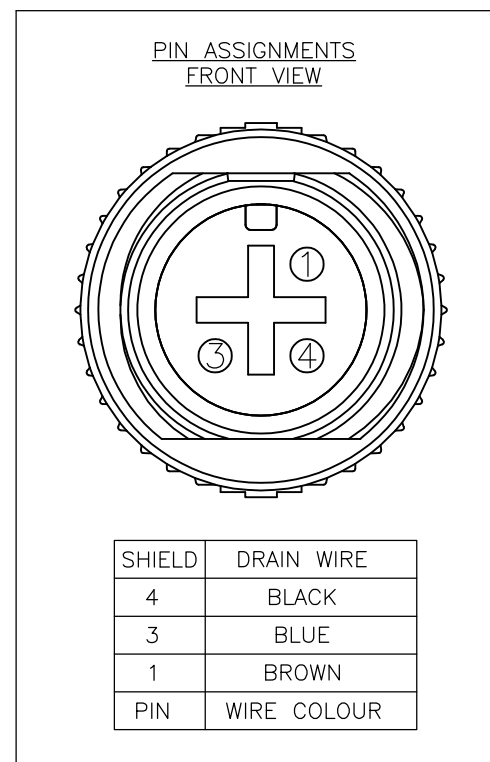 PIN ASSIGNMENTS
FRONT VIEW
1
3 4
SHIELD DRAIN WIRE
4 BLACK
3 BLUE
1 BROWN
PIN WIRE COLOUR